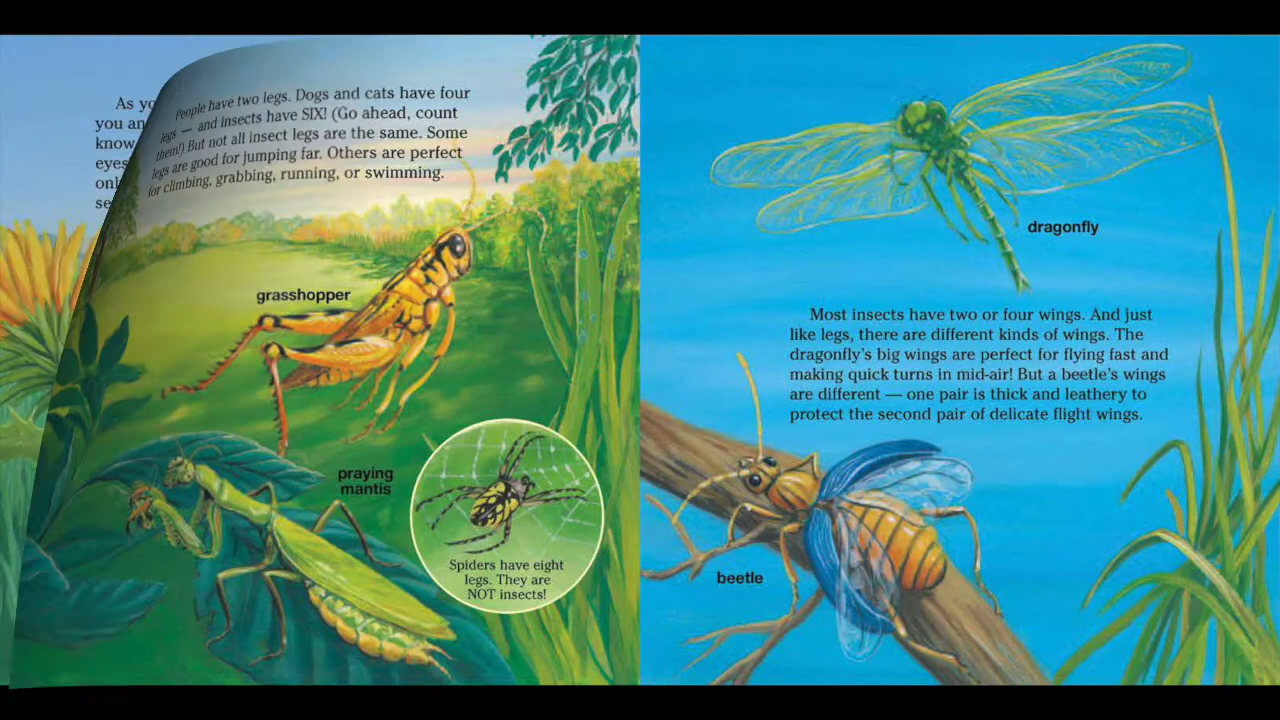 As yo
you an
know
eyes
onl
se
People have two legs. Dogs and cats have four
legs — and insects have SIX! (Go ahead, count
them!) But not all insect legs are the same. Some
legs are good for jumping far. Others are perfect
for climbing, grabbing, running, or swimming.
grasshopper
praying
mantis
Spiders have eight
legs. They are
NOT insects!
dragonfly
Most insects have two or four wings. And just
like legs, there are different kinds of wings. The
dragonfly's big wings are perfect for flying fast and
making quick turns in mid-air! But a beetle's wings
are different — one pair is thick and leathery to
protect the second pair of delicate flight wings.
beetle